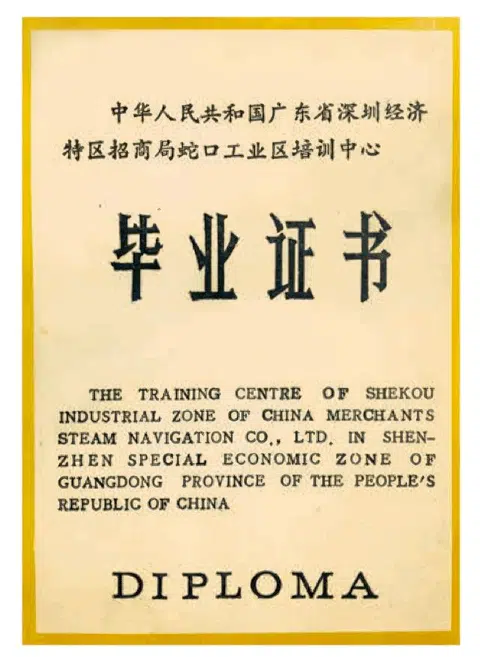 中华人民共和国广东省深圳经济
特区招商局蛇口工业区培训中心
毕业证书
THE TRAINING CENTRE OF SHEKOU
INDUSTRIAL ZONE OF CHINA MERCHANTS
STEAM NAVIGATION CO., LTD. IN SHEN-
ZHEN SPECIAL ECONOMIC ZONE OF
GUANGDONG PROVINCE OF THE PEOPLE'S
REPUBLIC OF CHINA
DIPLOMA